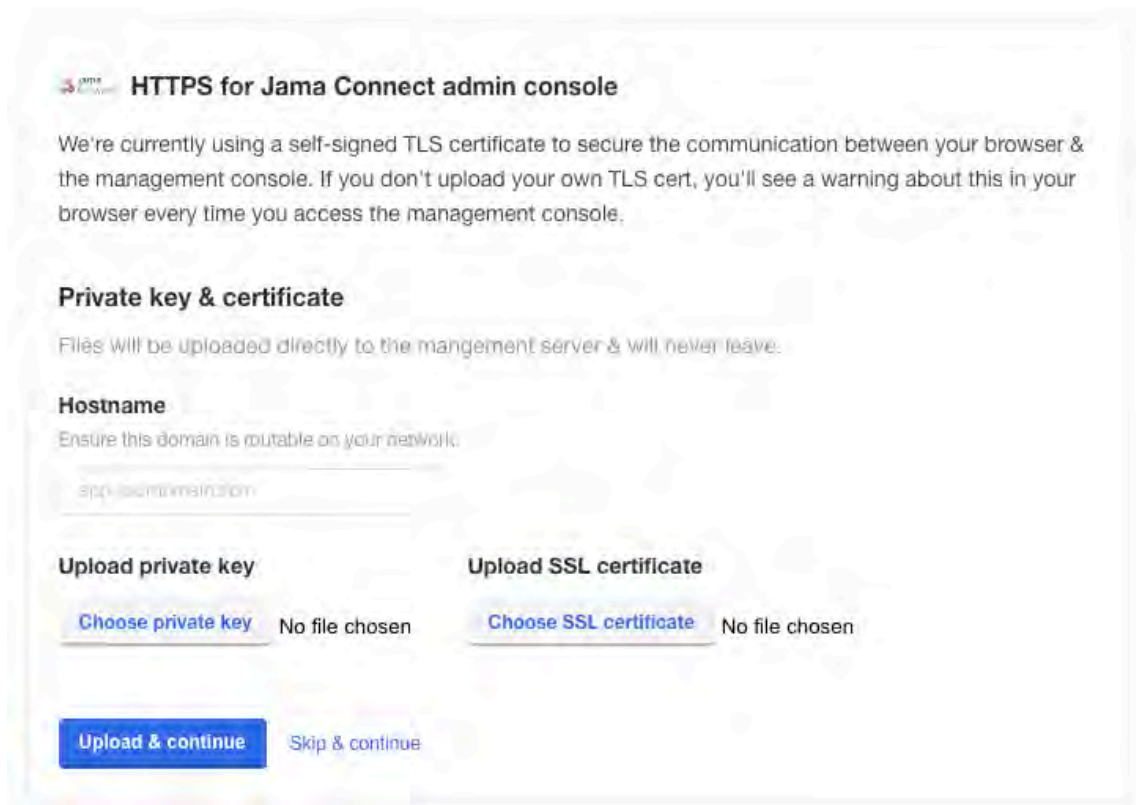 HTTPS for Jama Connect admin console
We're currently using a self-signed TLS certificate to secure the communication between your browser &
the management console. If you don't upload your own TLS cert, you'll see a warning about this in your
browser every time you access the management console.
Private key & certificate
Files will be uploaded directly to the mangement server & will never leave.
Hostname
Ensure this domain is routable on your network.
Upload private key Upload SSL certificate
Choose private key No file chosen Choose SSL certificate No file chosen
Upload & continue Skip & continue